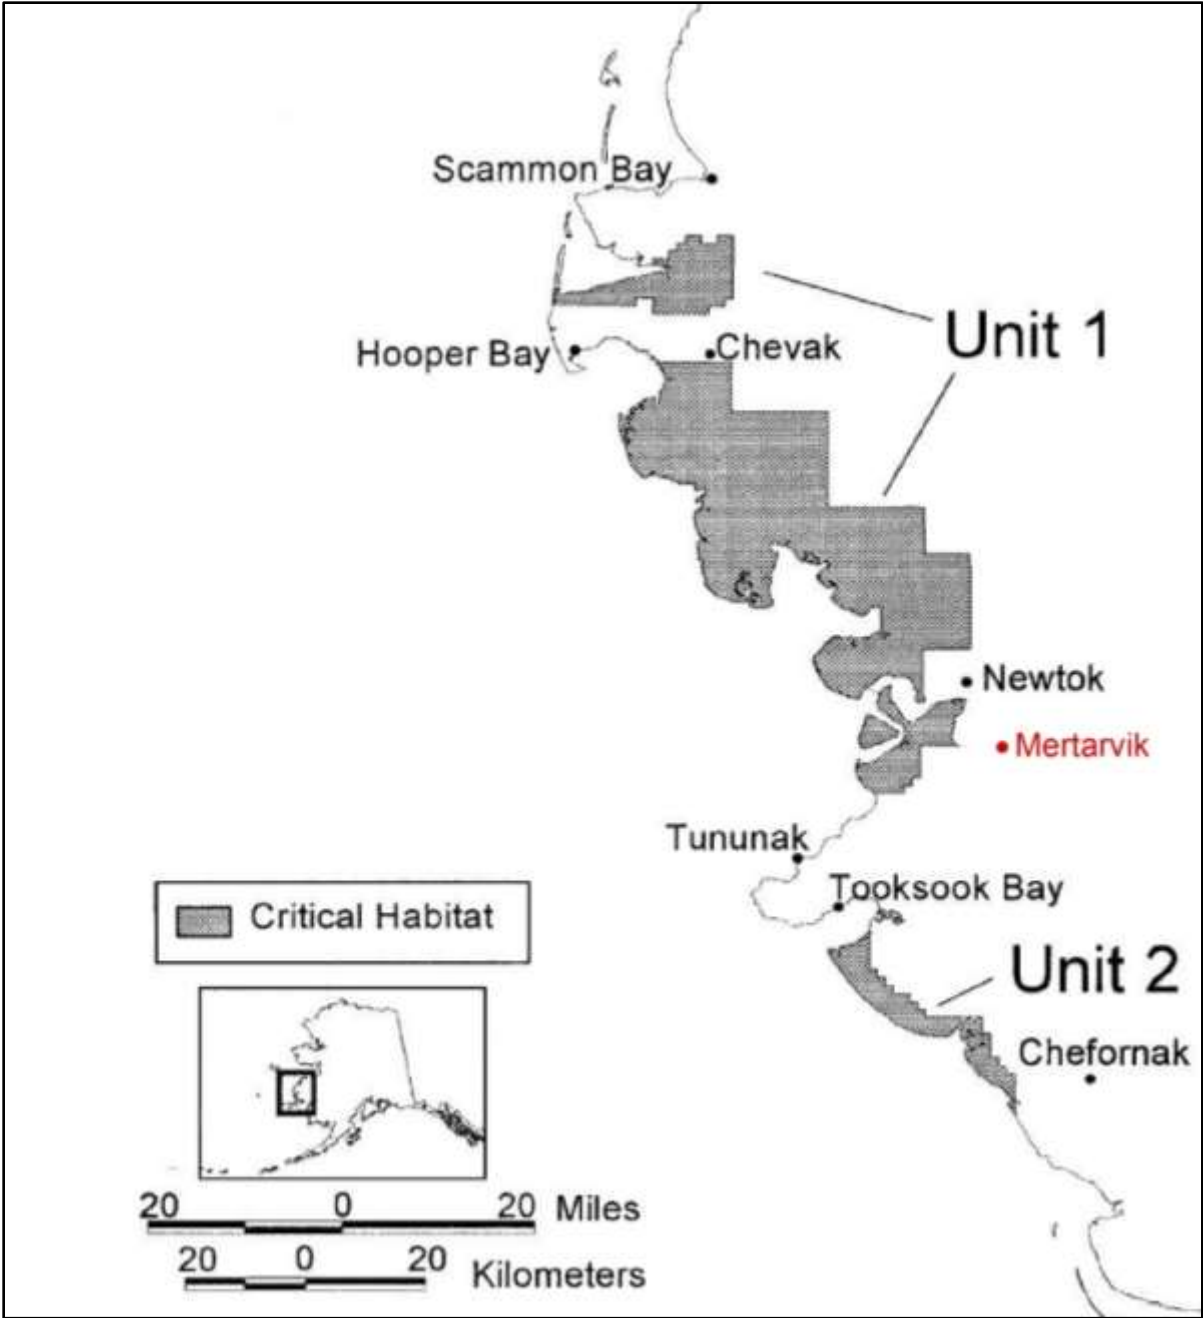 Scammon Bay
Unit 1
Hooper Bay
Chevak
Newtok
Mertarvik
Tununak
Tooksook Bay
Critical Habitat
Unit 2
Chefornak
20 0 20 Miles
20 0 20 Kilometers